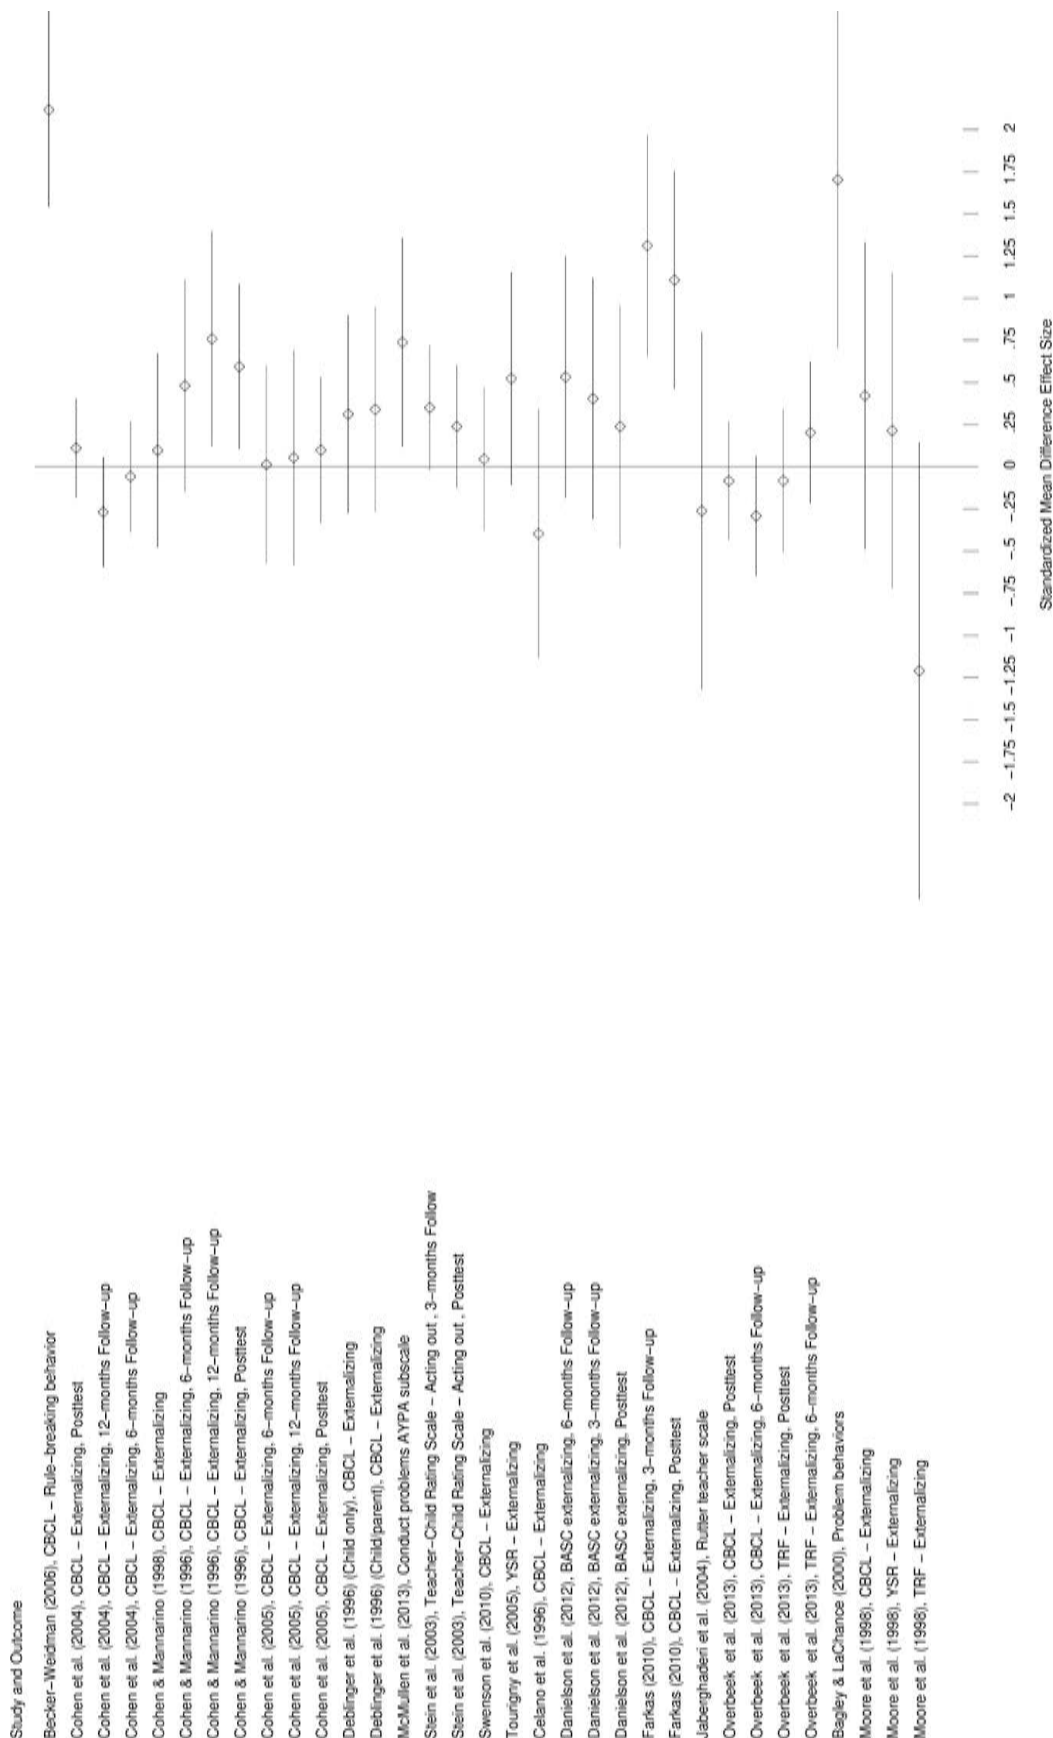 Study and Outcome
Becker-Weidman (2006), CBCL – Rule-breaking behavior
Cohen et al. (2004), CBCL – Externalizing, Posttest
Cohen et al. (2004), CBCL – Externalizing, 12-months Follow-up
Cohen et al. (2004), CBCL – Externalizing, 6-months Follow-up
Cohen & Mannarino (1998), CBCL – Externalizing
Cohen & Mannarino (1996), CBCL – Externalizing, 6-months Follow-up
Cohen & Mannarino (1996), CBCL – Externalizing, 12-months Follow-up
Cohen & Mannarino (1996), CBCL – Externalizing, Posttest
Cohen et al. (2005), CBCL – Externalizing, 6-months Follow-up
Cohen et al. (2005), CBCL – Externalizing, 12-months Follow-up
Cohen et al. (2005), CBCL – Externalizing, Posttest
Deblinger et al. (1996) (Child only), CBCL – Externalizing
Deblinger et al. (1996) (Child/parent), CBCL – Externalizing
McMullen et al. (2013), Conduct problems AYPA subscale
Stein et al. (2003), Teacher-Child Rating Scale – Acting out , 3-months Follow
Stein et al. (2003), Teacher-Child Rating Scale – Acting out , Posttest
Swenson et al. (2010), CBCL – Externalizing
Tourigny et al. (2005), YSR – Externalizing
Celano et al. (1996), CBCL – Externalizing
Danielson et al. (2012), BASC externalizing, 6-months Follow-up
Danielson et al. (2012), BASC externalizing, 3-months Follow-up
Danielson et al. (2012), BASC externalizing, Posttest
Farkas (2010), CBCL – Externalizing, 3-months Follow-up
Farkas (2010), CBCL – Externalizing, Posttest
Jaberghaderi et al. (2004), Rutter teacher scale
Overbeek et al. (2013), CBCL – Externalizing, Posttest
Overbeek et al. (2013), CBCL – Externalizing, 6-months Follow-up
Overbeek et al. (2013), TRF – Externalizing, Posttest
Overbeek et al. (2013), TRF – Externalizing, 6-months Follow-up
Bagley & LaChance (2000), Problem behaviors
Moore et al. (1998), CBCL – Externalizing
Moore et al. (1998), YSR – Externalizing
Moore et al. (1998), TRF – Externalizing
-2 -1.75 -1.5 -1.25 -1 -.75 -.5 -.25 0 .25 .5 .75 1 1.25 1.5 1.75 2
Standardized Mean Difference Effect Size